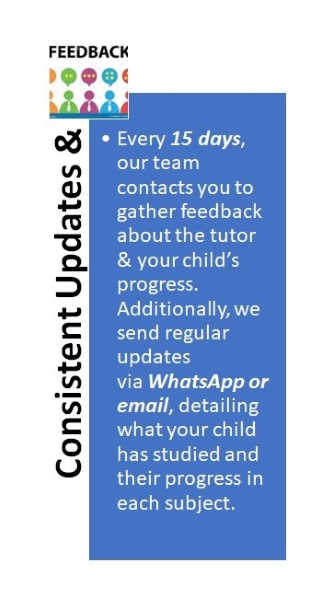 FEEDBACK
Consistent Updates &
• Every 15 days,
our team
contacts you to
gather feedback
about the tutor
& your child's
progress.
Additionally, we
send regular
updates
via WhatsApp or
email, detailing
what your child
has studied and
their progress in
each subject.